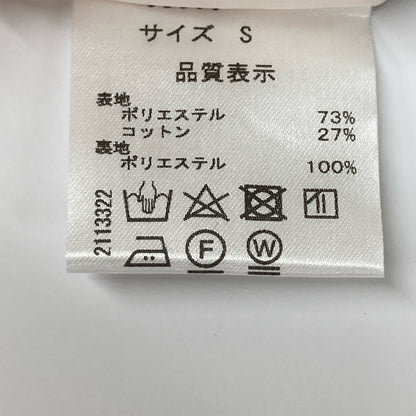 サイズ S
品質表示
表地
ポリエステル 73%
コットン 27%
裏地
ポリエステル 100%
2113322
F
W